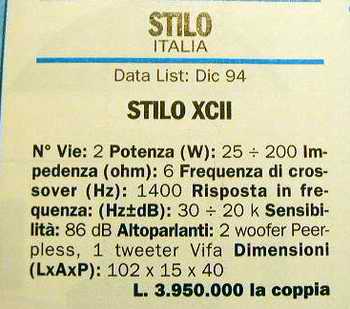 STILO
ITALIA
Data List: Dic 94
STILO XCII
N° Vie: 2 Potenza (W): 25 ÷ 200 Im-
pedenza (ohm): 6 Frequenza di cros-
sover (Hz): 1400 Risposta in fre-
quenza: (Hz±dB): 30 ÷ 20 k Sensibi-
lità: 86 dB Altoparlanti: 2 woofer Peer-
pless, 1 tweeter Vifa Dimensioni
(LxAxP): 102 x 15 x 40
L. 3.950.000 la coppia